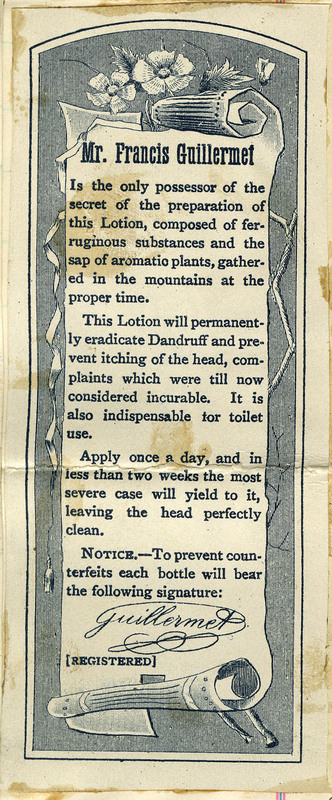 Mr. Francis Guillermet
Is the only possessor of the
secret of the preparation of
this Lotion, composed of fer-
ruginous substances and the
sap of aromatic plants, gather-
ed in the mountains at the
proper time.
This Lotion will permanent-
ly eradicate Dandruff and pre-
vent itching of the head, com-
plaints which were till now
considered incurable. It is
also indispensable for toilet
use.
Apply once a day, and in
less than two weeks the most
severe case will yield to it,
leaving the head perfectly
clean.
NOTICE.—To prevent coun-
terfeits each bottle will bear
the following signature:
Guillermet.
[REGISTERED]